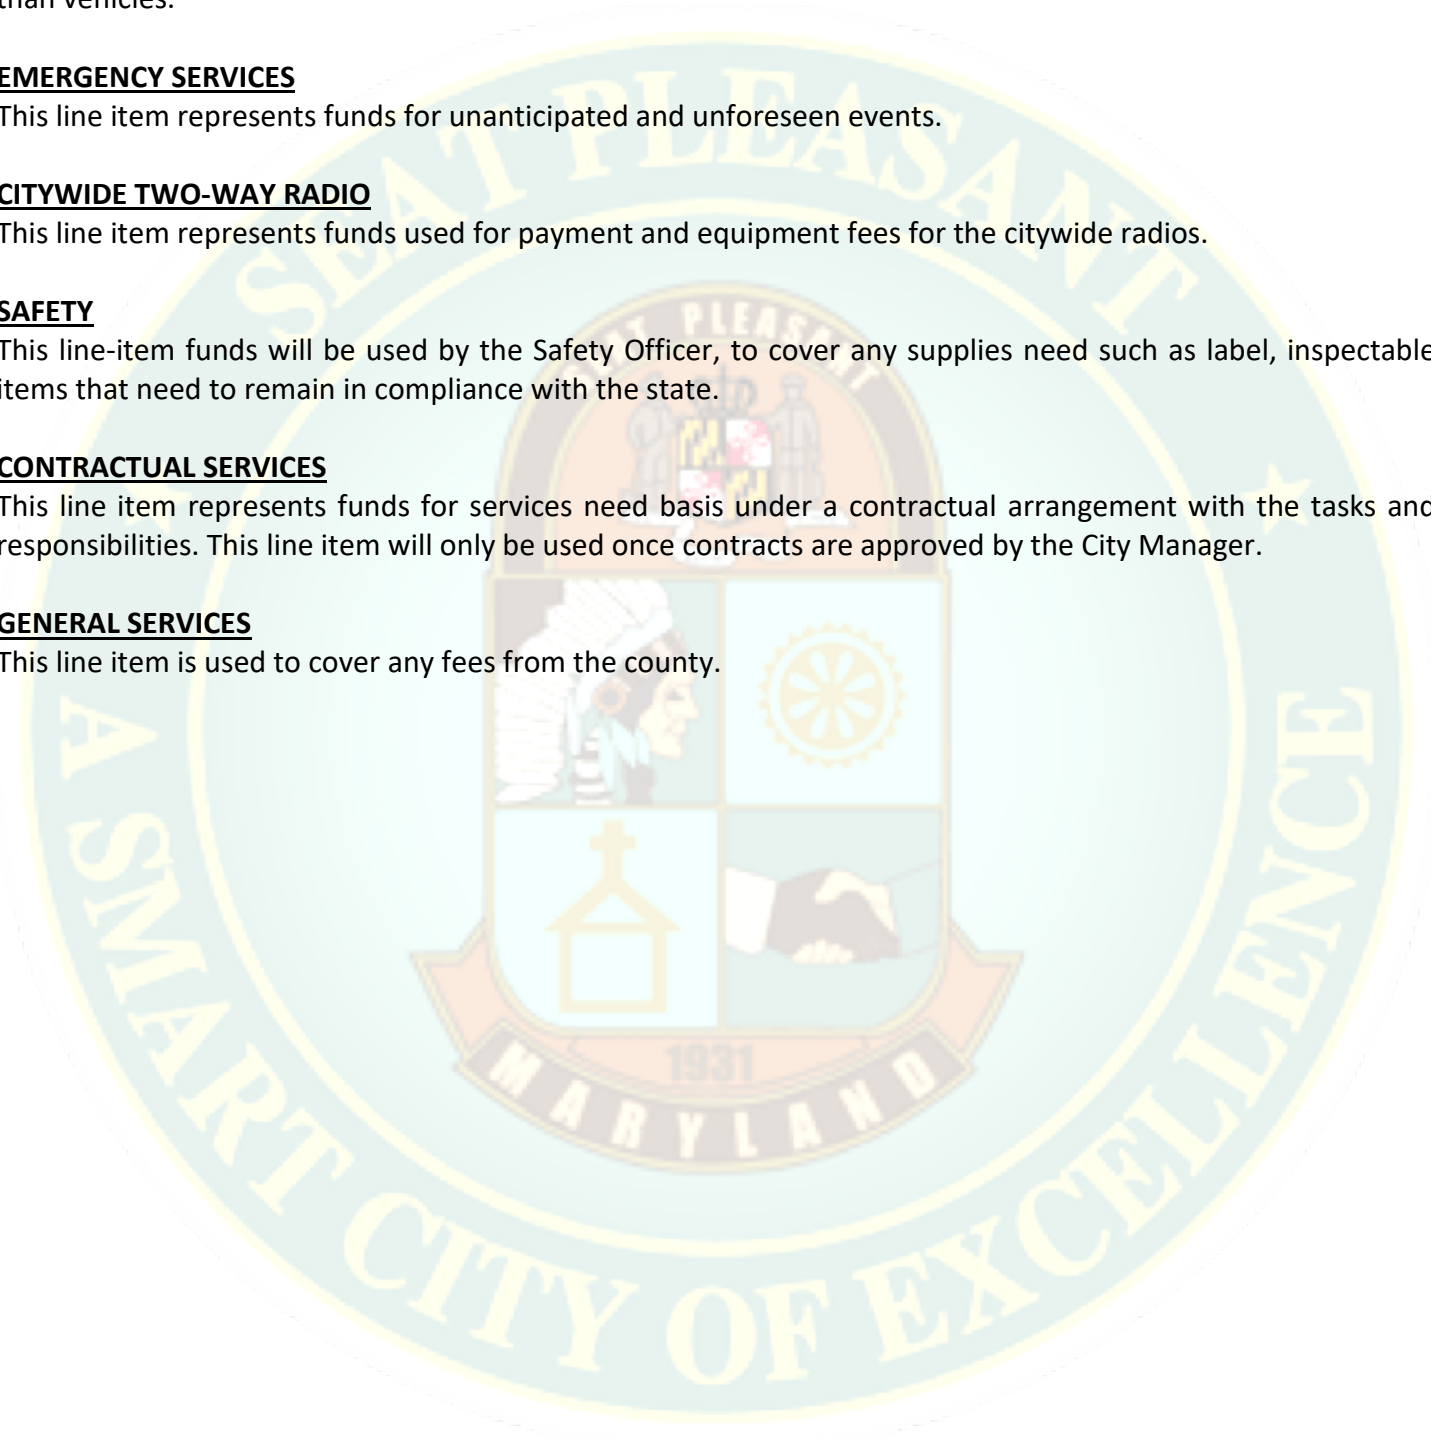 than vehicles.
EMERGENCY SERVICES
This line item represents funds for unanticipated and unforeseen events.
CITYWIDE TWO-WAY RADIO
This line item represents funds used for payment and equipment fees for the citywide radios.
SAFETY
This line-item funds will be used by the Safety Officer, to cover any supplies need such as label, inspectable
items that need to remain in compliance with the state.
CONTRACTUAL SERVICES
This line item represents funds for services need basis under a contractual arrangement with the tasks and
responsibilities. This line item will only be used once contracts are approved by the City Manager.
GENERAL SERVICES
This line item is used to cover any fees from the county.
SEAT PLEASANT
SEAT PLEASANT
1931
MARYLAND
A SMART CITY OF EXCELLENCE